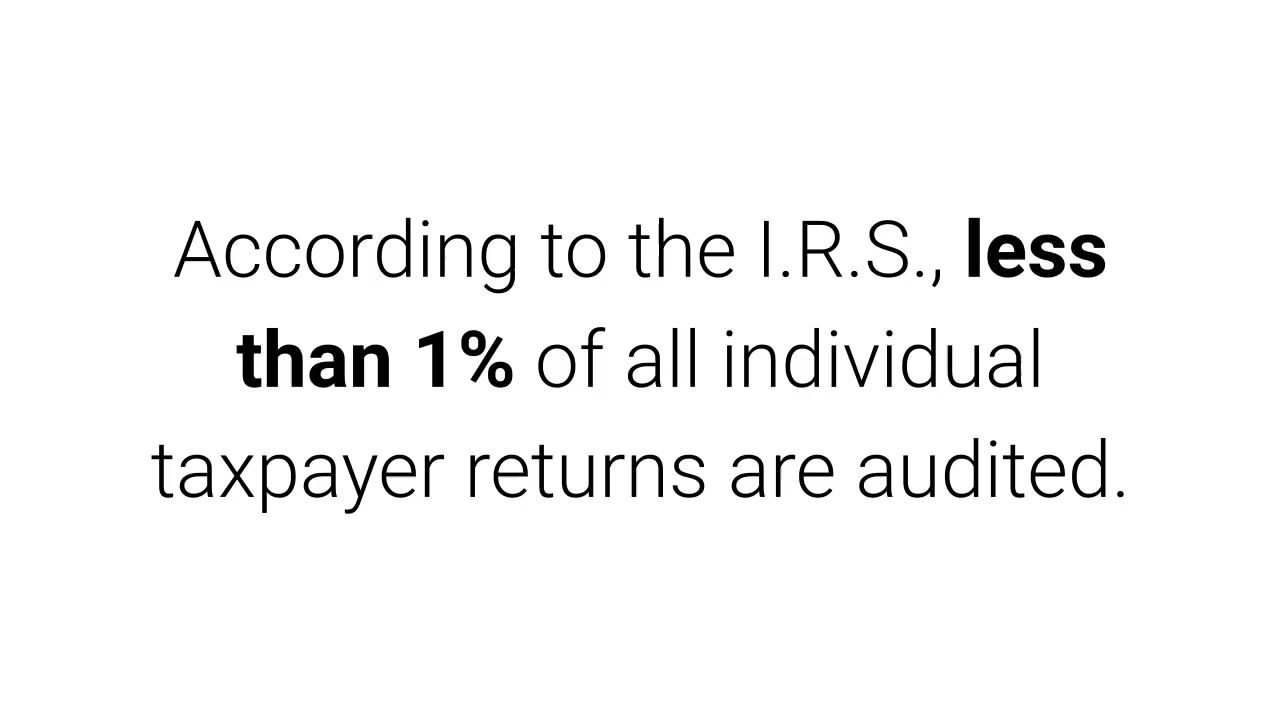 According to the I.R.S., less
than 1% of all individual
taxpayer returns are audited.